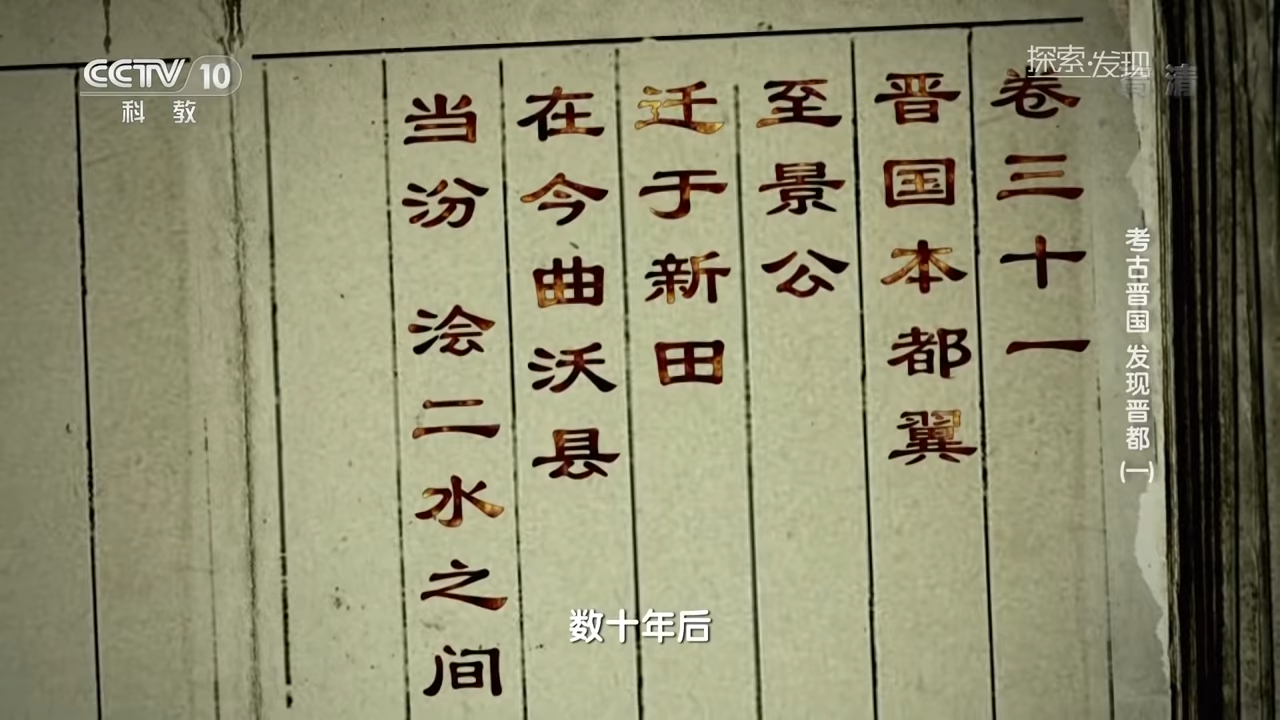 CCTV 10
科教
探索·发现
高清
卷三十一
晋国本都翼
至景公
迁于新田
在今曲沃县
当汾 浍二水之间
考古晋国 发现晋都(一)
数十年后